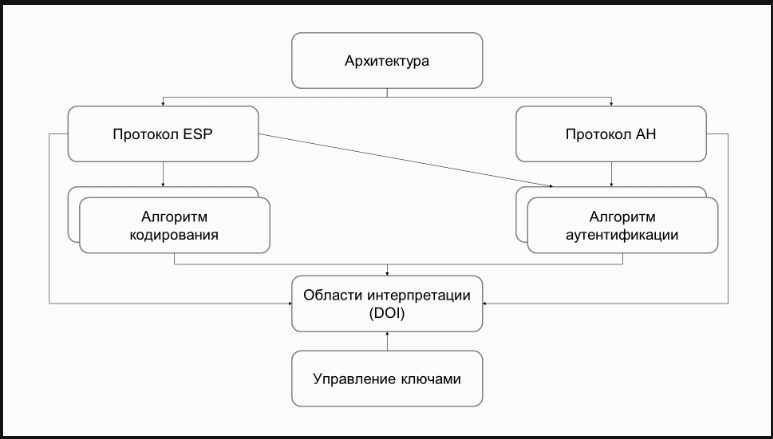 Архитектура
Протокол ESP
Протокол AH
Алгоритм
кодирования
Алгоритм
аутентификации
Области интерпретации
(DOI)
Управление ключами